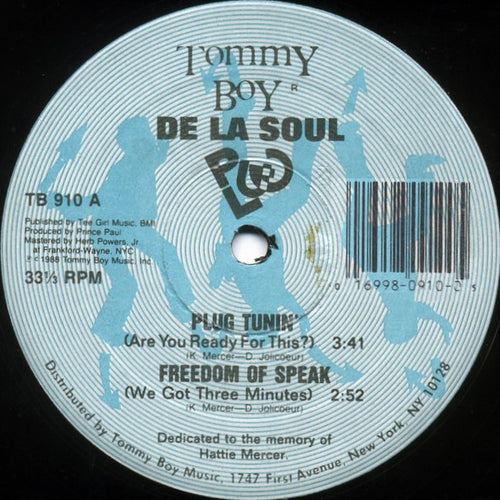 Tommy
Boy R
DE LA SOUL
PLUG
TB 910 A
Published by Tee Girl Music, BMI
Produced by Prince Paul
Mastered by Herb Powers, Jr.
at Frankford-Wayne, NYC
℗ © 1988 Tommy Boy Music, Inc.
33⅓ RPM
0 16998-0910-0 5
PLUG TUNIN'
(Are You Ready For This?) 3:41
(K. Mercer—D. Jolicoeur)
FREEDOM OF SPEAK
(We Got Three Minutes) 2:52
(K. Mercer—D. Jolicoeur)
Dedicated to the memory of
Hattie Mercer.
Distributed by Tommy Boy Music, 1747 First Avenue, New York, NY 10128